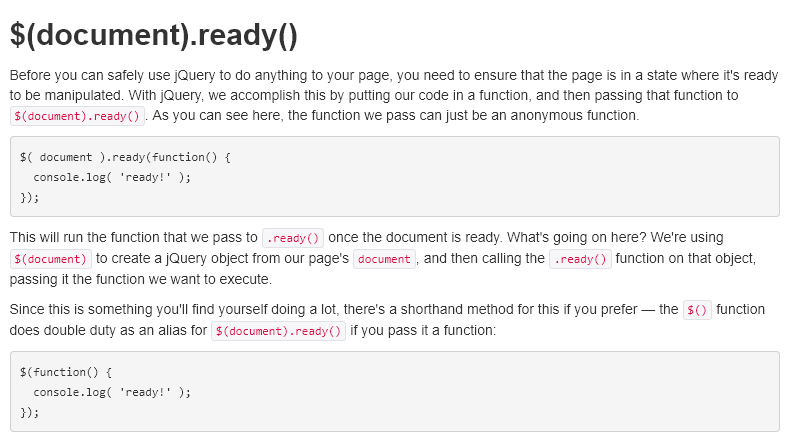 $(document).ready()
Before you can safely use jQuery to do anything to your page, you need to ensure that the page is in a state where it's ready
to be manipulated. With jQuery, we accomplish this by putting our code in a function, and then passing that function to
$(document).ready() . As you can see here, the function we pass can just be an anonymous function.
$( document ).ready(function() {
  console.log( 'ready!' );
});
This will run the function that we pass to .ready() once the document is ready. What's going on here? We're using
$(document) to create a jQuery object from our page's document , and then calling the .ready() function on that object,
passing it the function we want to execute.
Since this is something you'll find yourself doing a lot, there's a shorthand method for this if you prefer — the $() function
does double duty as an alias for $(document).ready() if you pass it a function:
$(function() {
  console.log( 'ready!' );
});